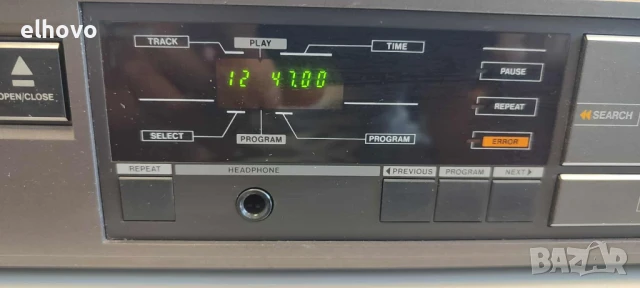 elhovo
TRACK
PLAY
TIME
12 47.00
PAUSE
OPEN/CLOSE
REPEAT
SEARCH
SELECT
PROGRAM
PROGRAM
ERROR
REPEAT
HEADPHONE
PREVIOUS
PROGRAM
NEXT
BAZAR